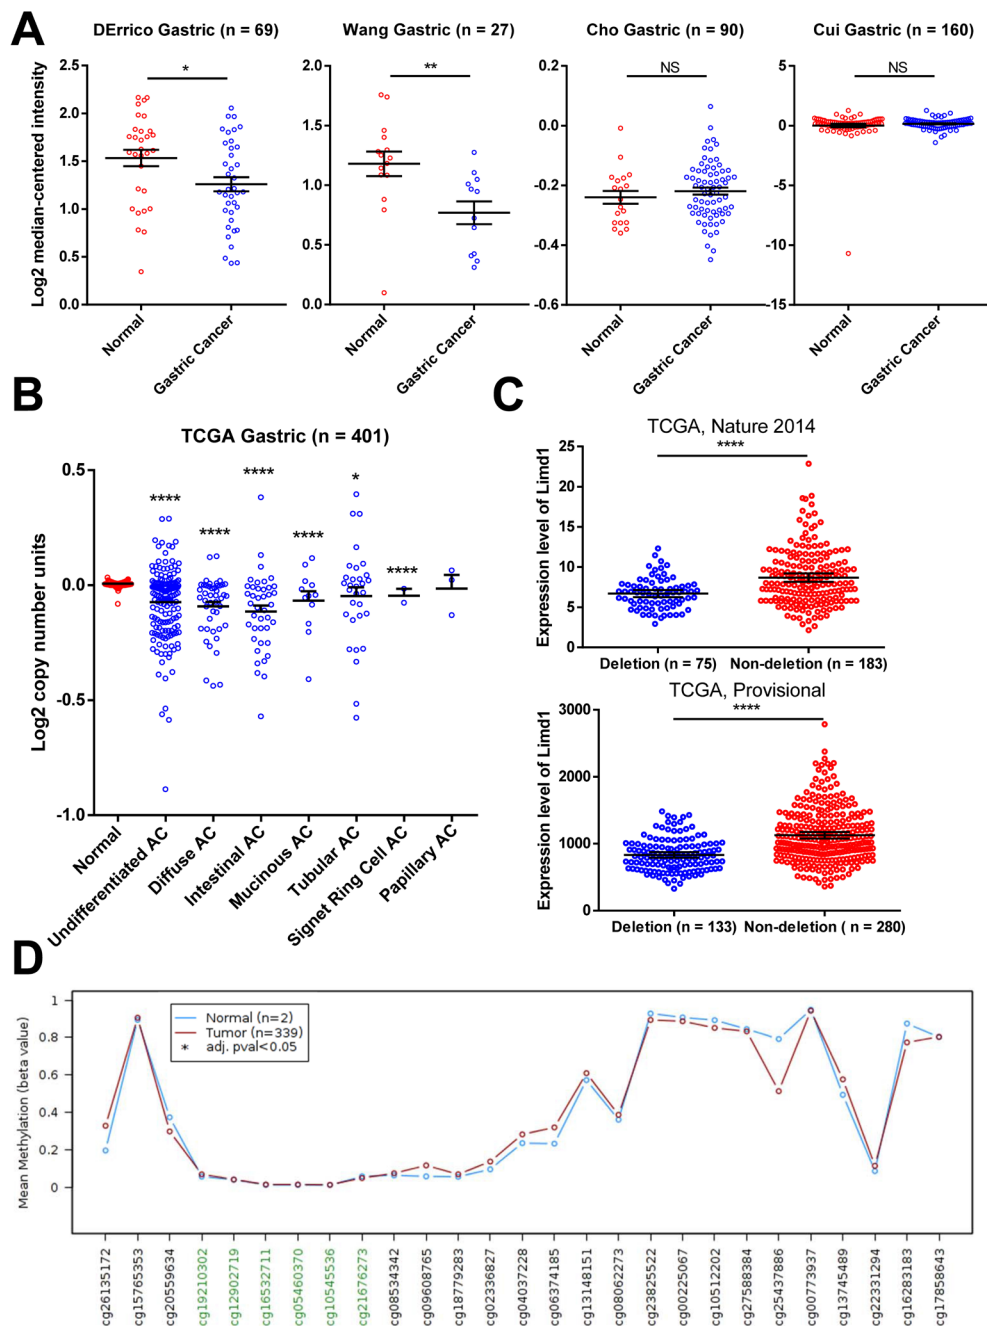 A
DErrico Gastric (n = 69)
Wang Gastric (n = 27)
Cho Gastric (n = 90)
Cui Gastric (n = 160)
Log2 median-centered intensity
2.5
2.0
1.5
1.0
0.5
0.0
*
Normal
Gastric Cancer
2.0
1.5
1.0
0.5
0.0
**
Normal
Gastric Cancer
0.2
0.0
-0.2
-0.4
-0.6
NS
Normal
Gastric Cancer
5
0
-5
-10
-15
NS
Normal
Gastric Cancer
B
TCGA Gastric (n = 401)
Log2 copy number units
0.5
0.0
-0.5
-1.0
****
****
****
****
*
****
Normal
Undifferentiated AC
Diffuse AC
Intestinal AC
Mucinous AC
Tubular AC
Signet Ring Cell AC
Papillary AC
C
TCGA, Nature 2014
Expression level of Limd1
25
20
15
10
5
0
****
Deletion (n = 75)
Non-deletion (n = 183)
TCGA, Provisional
Expression level of Limd1
3000
2000
1000
0
****
Deletion (n = 133)
Non-deletion ( n = 280)
D
Mean Methylation (beta value)
1
0.8
0.6
0.4
0.2
0
Normal (n=2)
Tumor (n=339)
* adj. pval<0.05
cg26135172
cg15765353
cg20559634
cg19210302
cg12902719
cg16532711
cg05460370
cg10545536
cg21676273
cg08534342
cg09608765
cg18779283
cg02336827
cg04037228
cg06374185
cg13148151
cg08062273
cg23825522
cg00225067
cg10512202
cg27588384
cg25437886
cg00773937
cg13745489
cg22331294
cg16283183
cg17858643